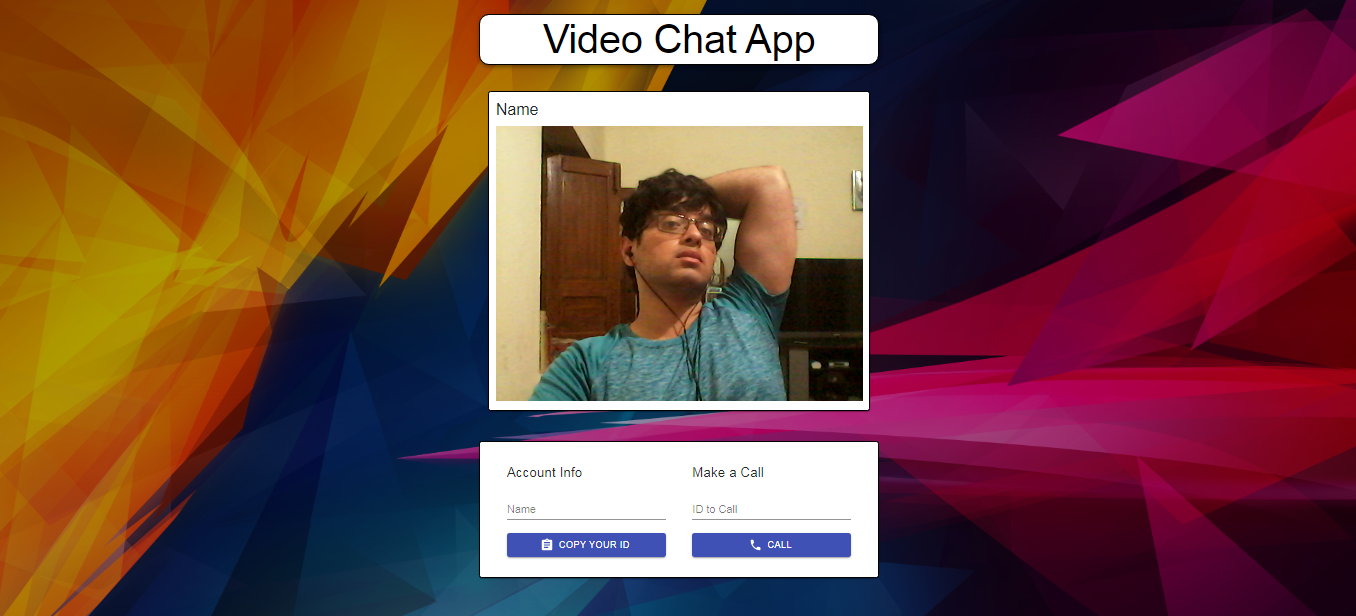 Video Chat App
Name
Account Info
Make a Call
Name
ID to Call
COPY YOUR ID
CALL